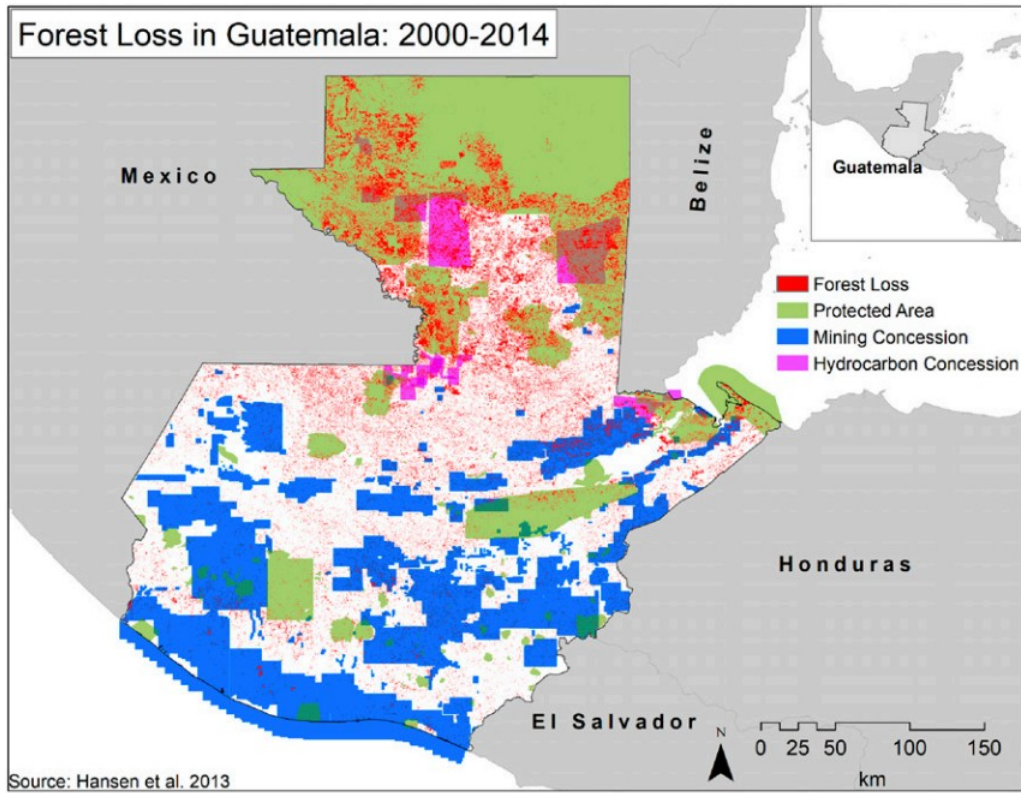 Forest Loss in Guatemala: 2000-2014
Mexico
Belize
Guatemala
Forest Loss
Protected Area
Mining Concession
Hydrocarbon Concession
Honduras
El Salvador
N
0 25 50 100 150
km
Source: Hansen et al. 2013